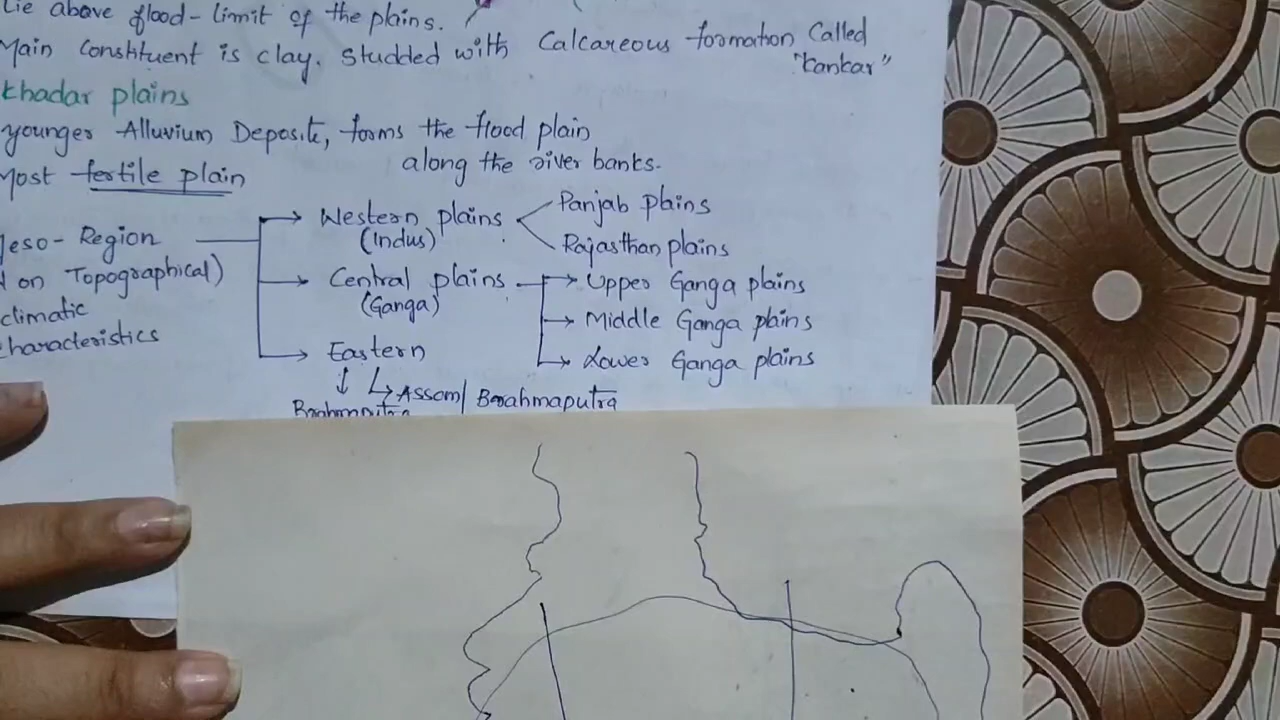 Lie above flood-limit of the plains.
Main Constituent is clay. Studded with Calcareous formation Called
"kankar"
Khadar plains
younger Alluvium Deposite, forms the flood plain
along the river banks.
Most fertile plain
Meso-Region
on Topographical)
climatic
characteristics
Western plains
(Indus)
Panjab plains
Rajasthan plains
Central plains
(Ganga)
Upper Ganga plains
Middle Ganga plains
Lower Ganga plains
Eastern
Assom/ Brahmaputra
Brahmputra